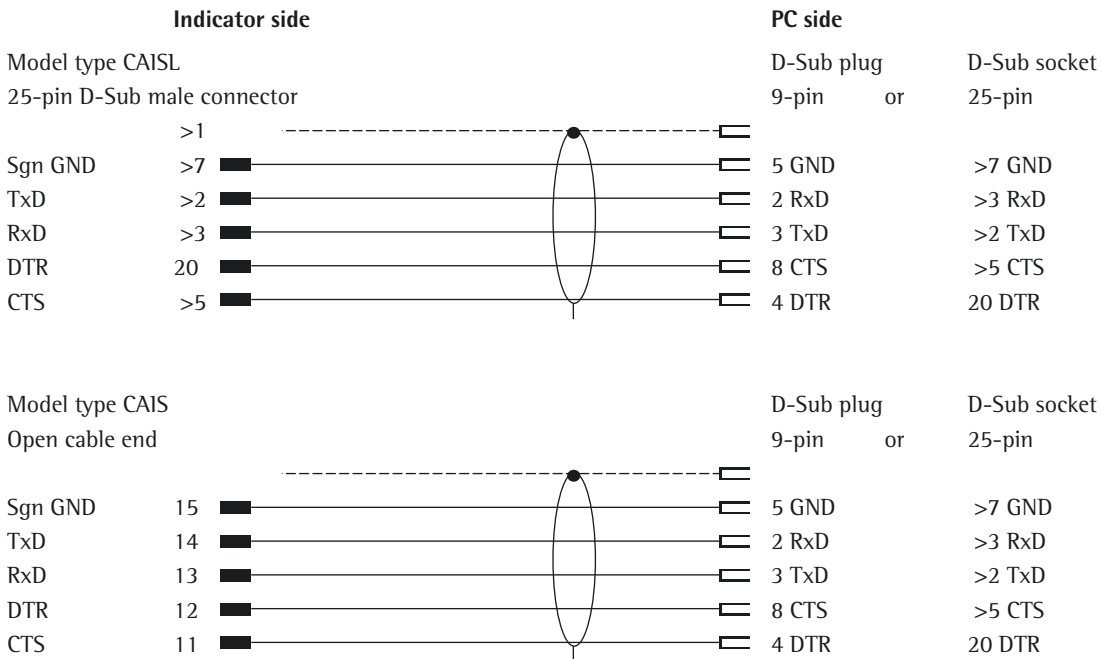 Indicator side PC side
Model type CAISL D-Sub plug D-Sub socket
25-pin D-Sub male connector 9-pin or 25-pin
>1
Sgn GND >7 5 GND >7 GND
TxD >2 2 RxD >3 RxD
RxD >3 3 TxD >2 TxD
DTR 20 8 CTS >5 CTS
CTS >5 4 DTR 20 DTR
Model type CAIS D-Sub plug D-Sub socket
Open cable end 9-pin or 25-pin
Sgn GND 15 5 GND >7 GND
TxD 14 2 RxD >3 RxD
RxD 13 3 TxD >2 TxD
DTR 12 8 CTS >5 CTS
CTS 11 4 DTR 20 DTR